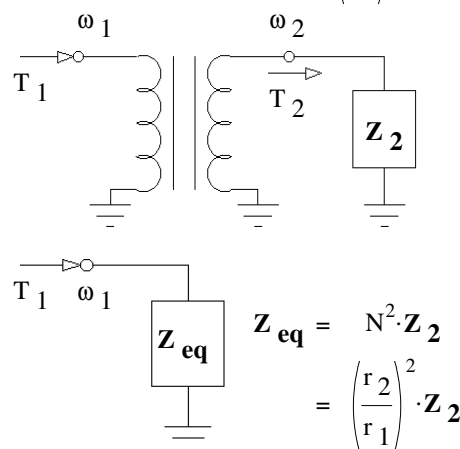 ω 1
ω 2
T 1
T 2
Z 2
T 1
ω 1
Z eq
Z eq = N²·Z 2
= (r 2 / r 1)² ·Z 2